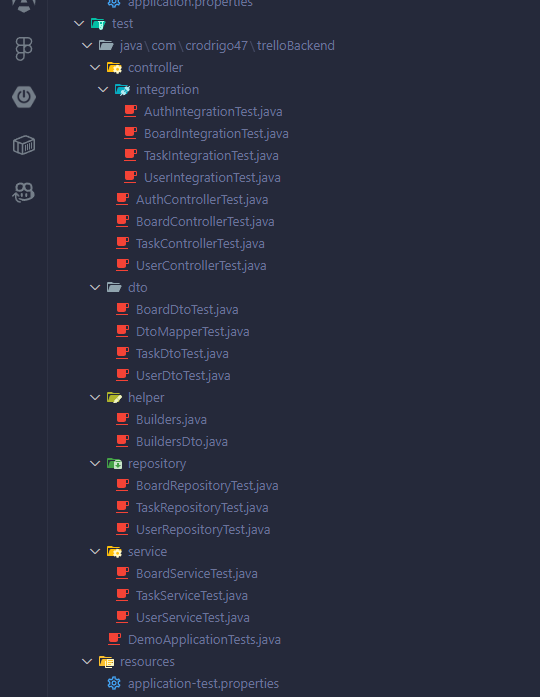 application.properties
test
java\com\crodrigo47\trelloBackend
controller
integration
AuthIntegrationTest.java
BoardIntegrationTest.java
TaskIntegrationTest.java
UserIntegrationTest.java
AuthControllerTest.java
BoardControllerTest.java
TaskControllerTest.java
UserControllerTest.java
dto
BoardDtoTest.java
DtoMapperTest.java
TaskDtoTest.java
UserDtoTest.java
helper
Builders.java
BuildersDto.java
repository
BoardRepositoryTest.java
TaskRepositoryTest.java
UserRepositoryTest.java
service
BoardServiceTest.java
TaskServiceTest.java
UserServiceTest.java
DemoApplicationTests.java
resources
application-test.properties